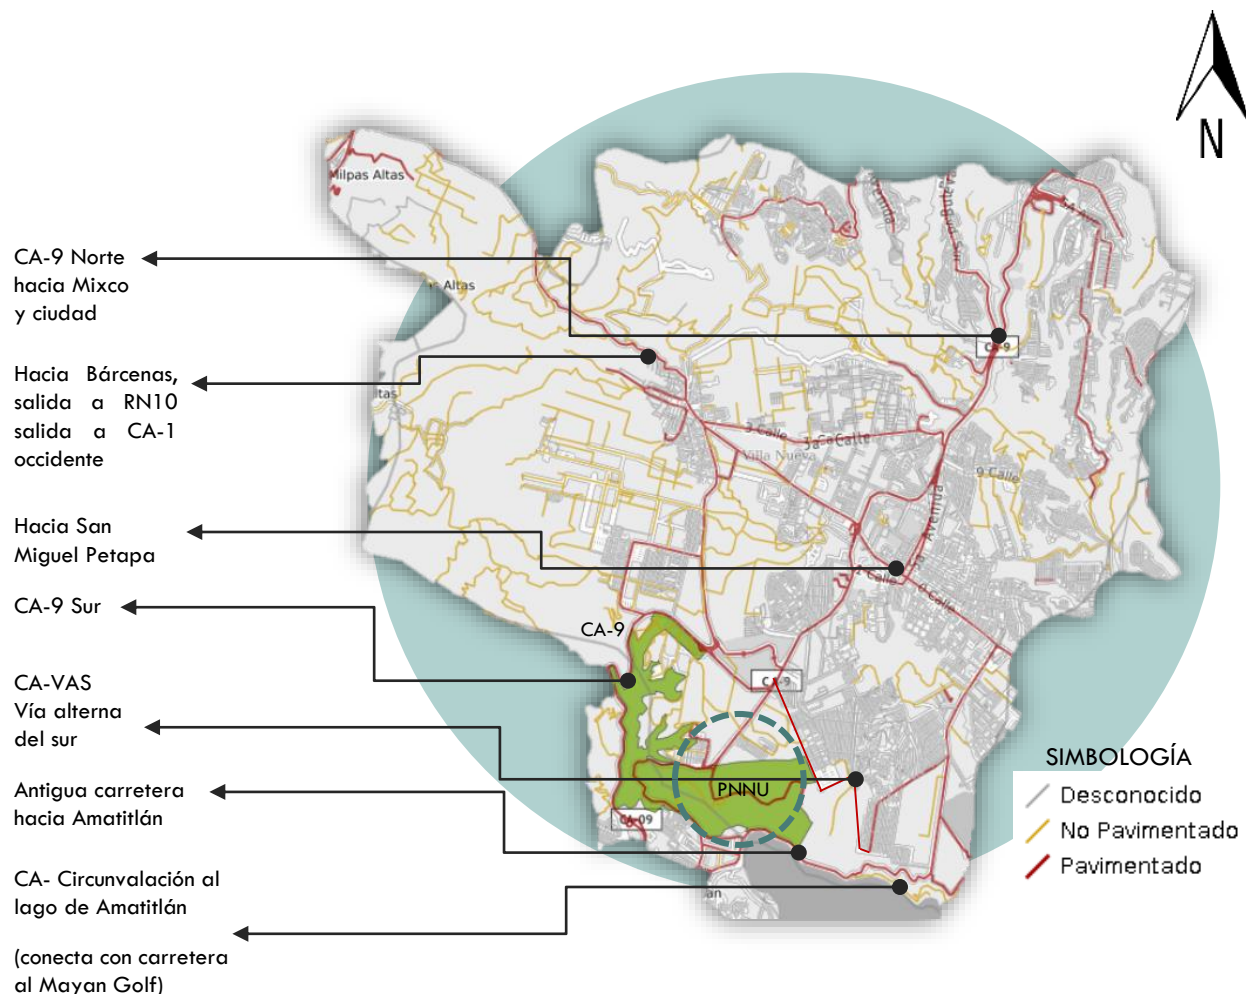 N
Milpas Altas
Altas
CA-9 Norte
hacia Mixco
y ciudad
Hacia Bárcenas,
salida a RN10
salida a CA-1
occidente
Hacia San
Miguel Petapa
CA-9 Sur
CA-VAS
Vía alterna
del sur
Antigua carretera
hacia Amatitlán
CA- Circunvalación al
lago de Amatitlán
(conecta con carretera
al Mayan Golf)
CA-9
3 Calle
Calle
Villa Nueva
9 Calle
Avenida
Calle
CA-9
CA-9
PNNU
CA-09
SIMBOLOGÍA
Desconocido
No Pavimentado
Pavimentado